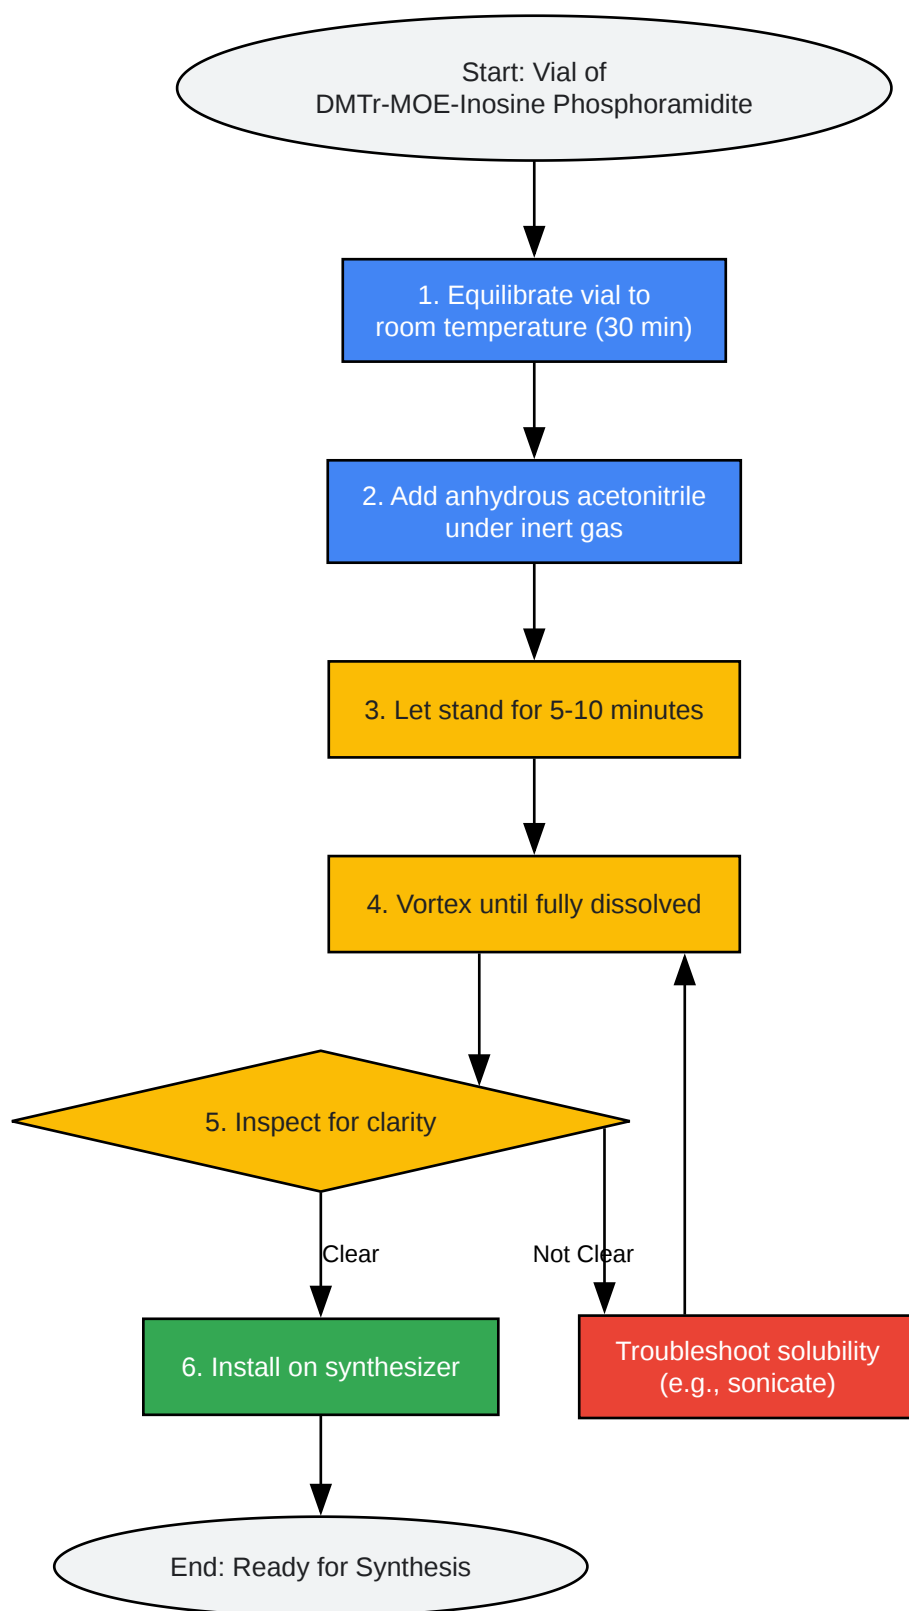 Start: Vial of
DMTr-MOE-Inosine Phosphoramidite
1. Equilibrate vial to
room temperature (30 min)
2. Add anhydrous acetonitrile
under inert gas
3. Let stand for 5-10 minutes
4. Vortex until fully dissolved
5. Inspect for clarity
Clear
Not Clear
6. Install on synthesizer
Troubleshoot solubility
(e.g., sonicate)
End: Ready for Synthesis